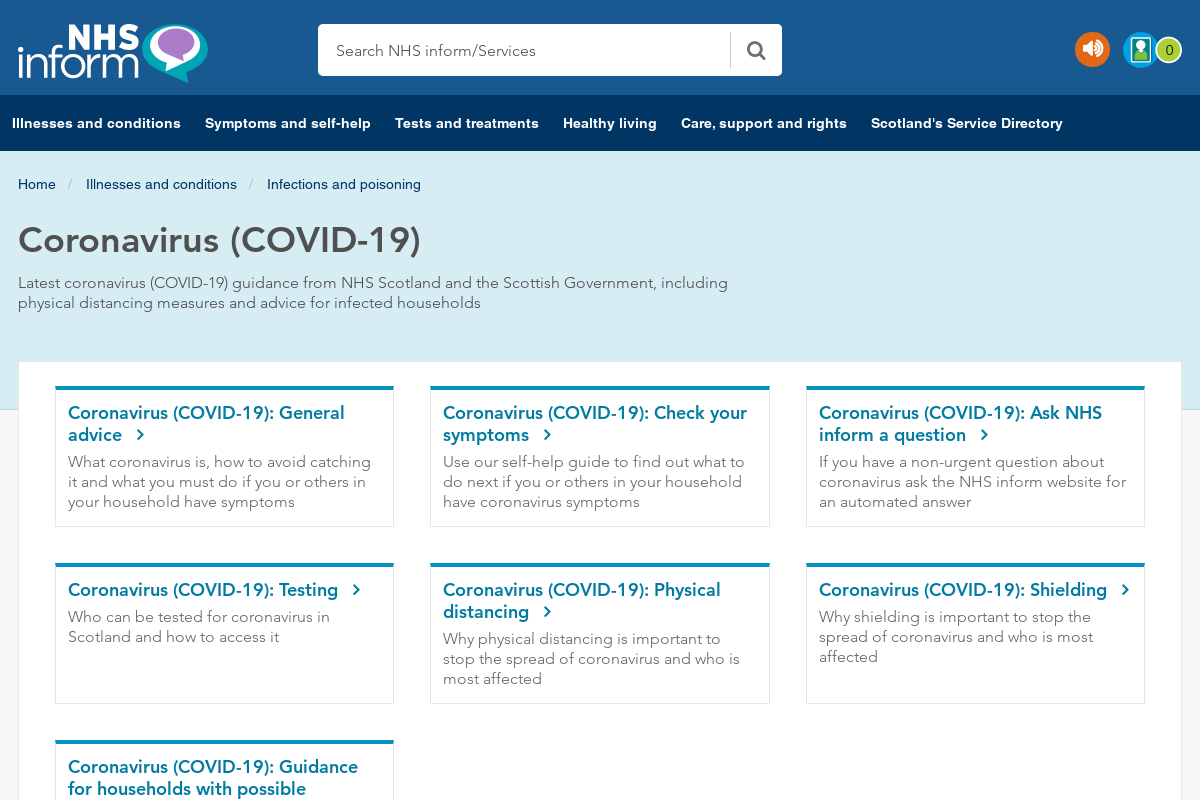 NHS
inform
Search NHS inform/Services
0
Illnesses and conditions
Symptoms and self-help
Tests and treatments
Healthy living
Care, support and rights
Scotland's Service Directory
Home / Illnesses and conditions / Infections and poisoning
Coronavirus (COVID-19)
Latest coronavirus (COVID-19) guidance from NHS Scotland and the Scottish Government, including
physical distancing measures and advice for infected households
Coronavirus (COVID-19): General
advice
What coronavirus is, how to avoid catching
it and what you must do if you or others in
your household have symptoms
Coronavirus (COVID-19): Check your
symptoms
Use our self-help guide to find out what to
do next if you or others in your household
have coronavirus symptoms
Coronavirus (COVID-19): Ask NHS
inform a question
If you have a non-urgent question about
coronavirus ask the NHS inform website for
an automated answer
Coronavirus (COVID-19): Testing
Who can be tested for coronavirus in
Scotland and how to access it
Coronavirus (COVID-19): Physical
distancing
Why physical distancing is important to
stop the spread of coronavirus and who is
most affected
Coronavirus (COVID-19): Shielding
Why shielding is important to stop the
spread of coronavirus and who is most
affected
Coronavirus (COVID-19): Guidance
for households with possible